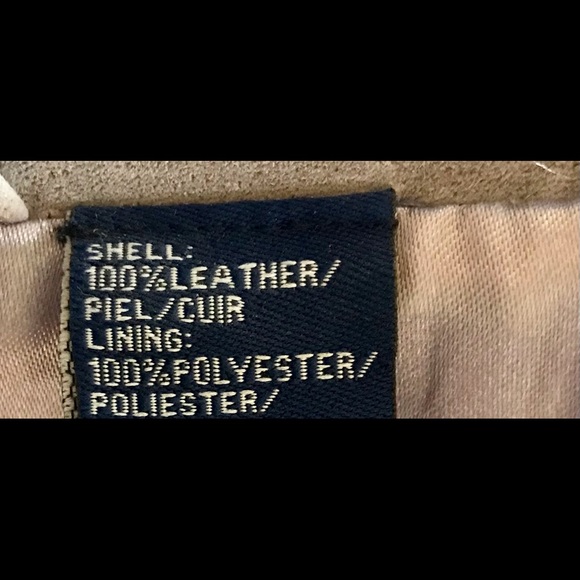 SHELL:
100%LEATHER/
PIEL/CUIR
LINING:
100%POLYESTER/
POLIESTER/